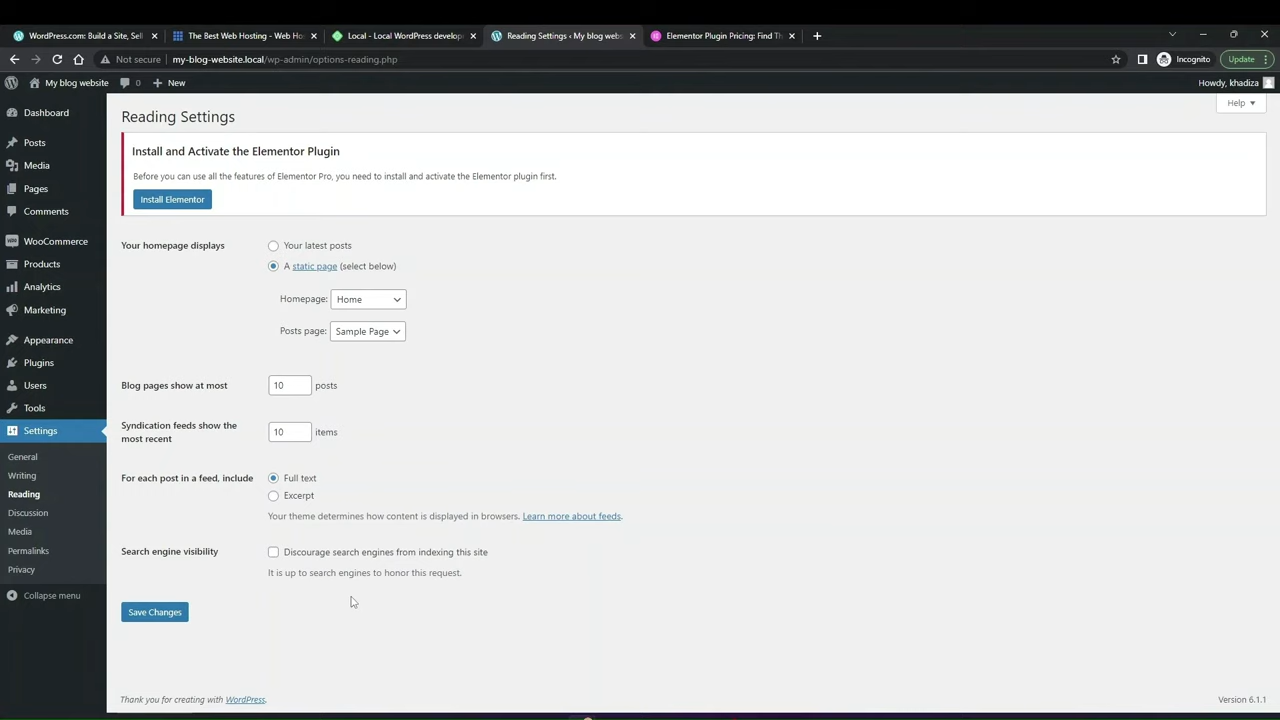 WordPress.com: Build a Site, Sell
The Best Web Hosting - Web Ho
Local - Local WordPress develop
Reading Settings ‹ My blog webs
Elementor Plugin Pricing: Find Th
Not secure my-blog-website.local/wp-admin/options-reading.php Incognito Update
My blog website 0 New Howdy, khadiza
Dashboard
Posts
Media
Pages
Comments
WooCommerce
Products
Analytics
Marketing
Appearance
Plugins
Users
Tools
Settings
General
Writing
Reading
Discussion
Media
Permalinks
Privacy
Collapse menu
Help
Reading Settings
Install and Activate the Elementor Plugin
Before you can use all the features of Elementor Pro, you need to install and activate the Elementor plugin first.
Install Elementor
Your homepage displays
Your latest posts
A static page (select below)
Homepage: Home
Posts page: Sample Page
Blog pages show at most 10 posts
Syndication feeds show the
most recent
10 items
For each post in a feed, include
Full text
Excerpt
Your theme determines how content is displayed in browsers. Learn more about feeds.
Search engine visibility
Discourage search engines from indexing this site
It is up to search engines to honor this request.
Save Changes
Thank you for creating with WordPress.
Version 6.1.1